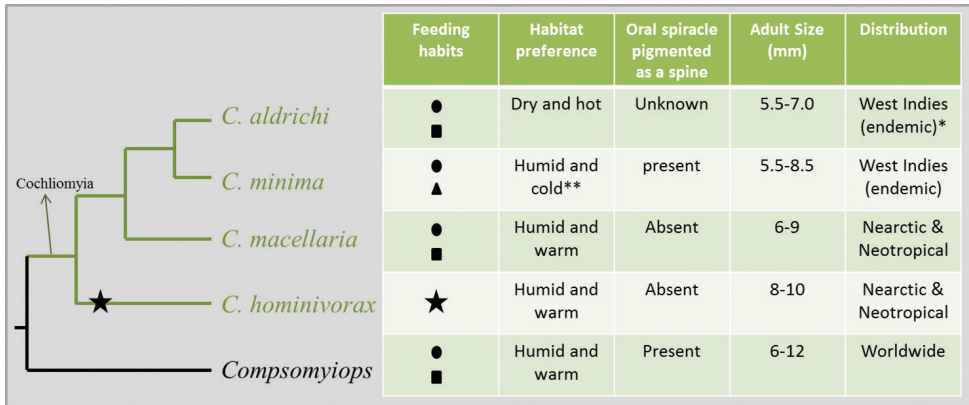 Feeding habits
Habitat preference
Oral spiracle pigmented as a spine
Adult Size (mm)
Distribution
Cochliomyia
C. aldrichi
Dry and hot
Unknown
5.5-7.0
West Indies (endemic)*
C. minima
Humid and cold**
present
5.5-8.5
West Indies (endemic)
C. macellaria
Humid and warm
Absent
6-9
Nearctic & Neotropical
C. hominivorax
Humid and warm
Absent
8-10
Nearctic & Neotropical
Compsomyiops
Humid and warm
Present
6-12
Worldwide